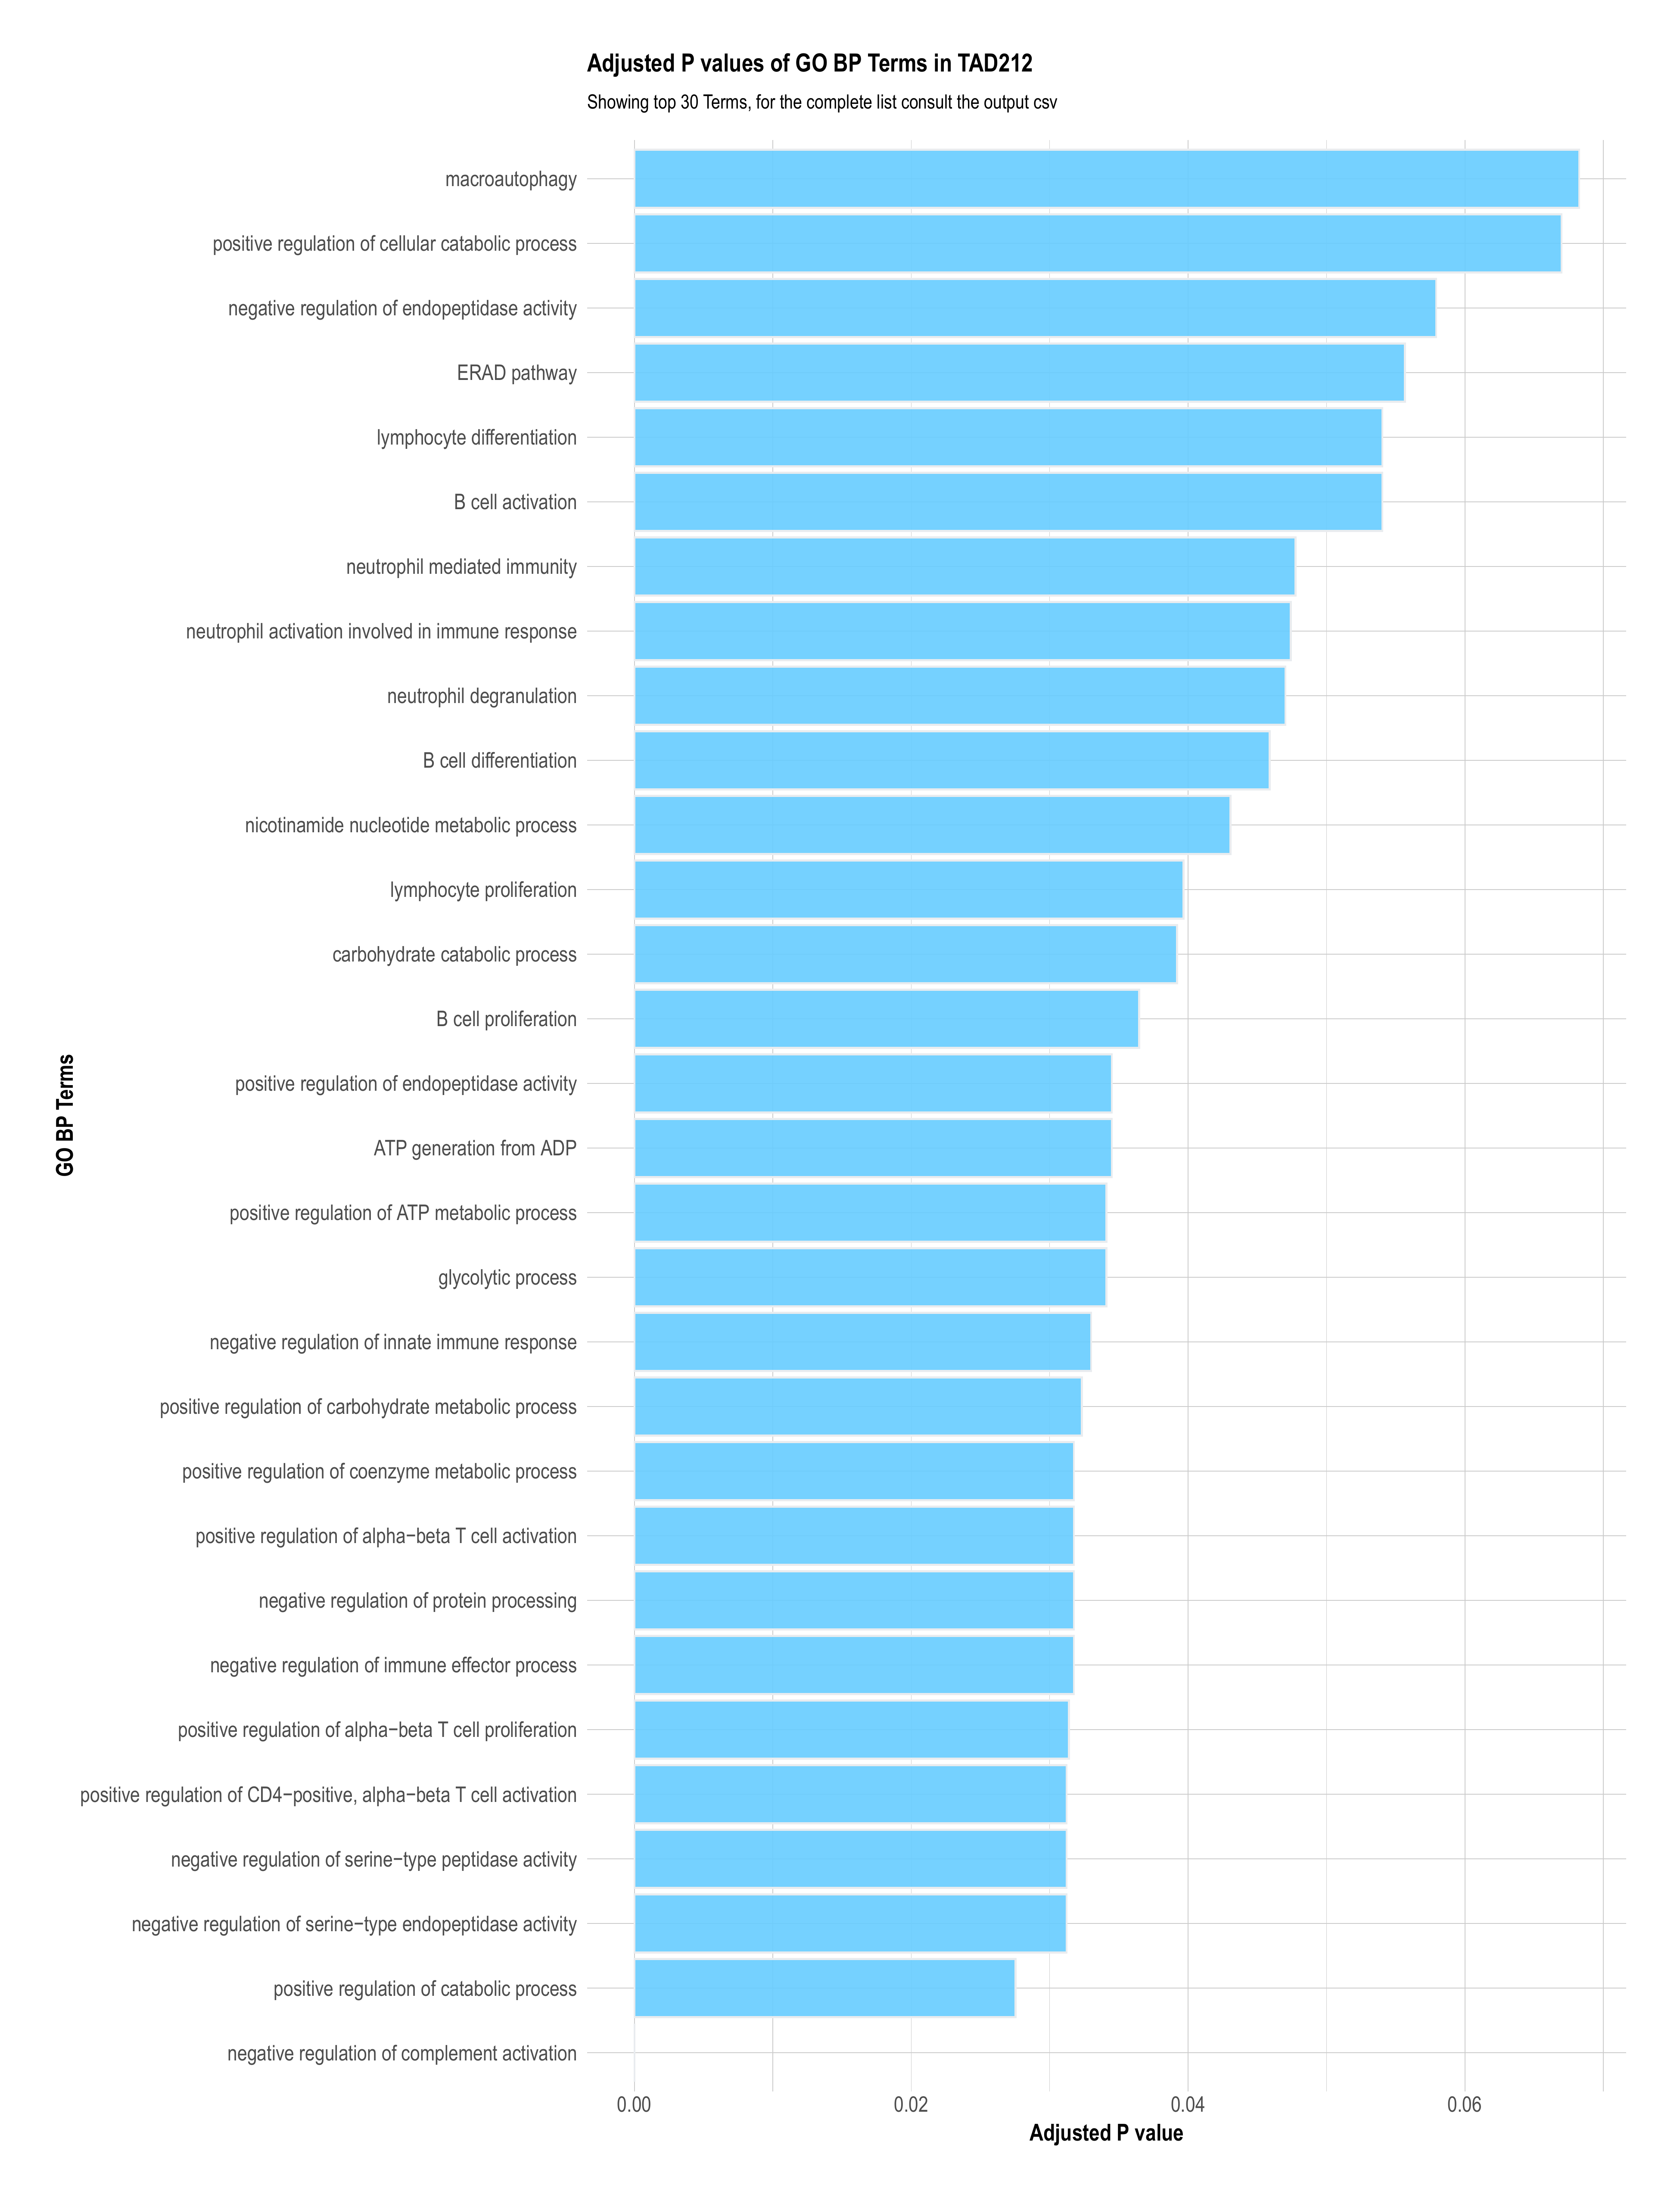 Adjusted P values of GO BP Terms in TAD212
Showing top 30 Terms, for the complete list consult the output csv
macroautophagy
positive regulation of cellular catabolic process
negative regulation of endopeptidase activity
ERAD pathway
lymphocyte differentiation
B cell activation
neutrophil mediated immunity
neutrophil activation involved in immune response
neutrophil degranulation
B cell differentiation
nicotinamide nucleotide metabolic process
lymphocyte proliferation
carbohydrate catabolic process
B cell proliferation
positive regulation of endopeptidase activity
ATP generation from ADP
positive regulation of ATP metabolic process
glycolytic process
negative regulation of innate immune response
positive regulation of carbohydrate metabolic process
positive regulation of coenzyme metabolic process
positive regulation of alpha−beta T cell activation
negative regulation of protein processing
negative regulation of immune effector process
positive regulation of alpha−beta T cell proliferation
positive regulation of CD4−positive, alpha−beta T cell activation
negative regulation of serine−type peptidase activity
negative regulation of serine−type endopeptidase activity
positive regulation of catabolic process
negative regulation of complement activation
GO BP Terms
0.00 0.02 0.04 0.06
Adjusted P value